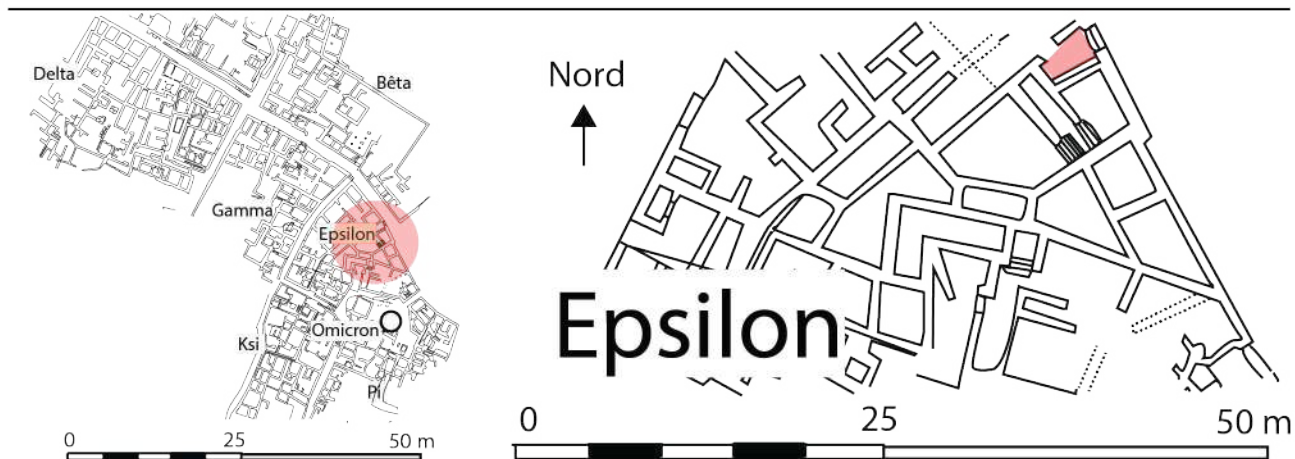 Delta
Bêta
Gamma
Epsilon
Omicron
Ksi
Pi
0 25 50 m
Nord
Epsilon
0 25 50 m